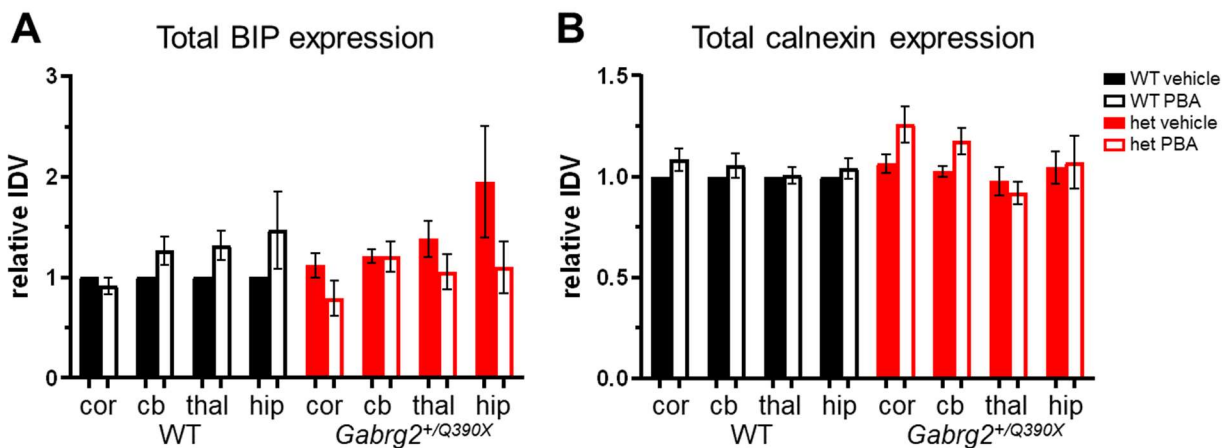 A
Total BIP expression
relative IDV
3
2
1
0
cor cb thal hip cor cb thal hip
WT Gabrg2+/Q390X
B
Total calnexin expression
relative IDV
1.5
1.0
0.5
0.0
cor cb thal hip cor cb thal hip
WT Gabrg2+/Q390X
WT vehicle
WT PBA
het vehicle
het PBA